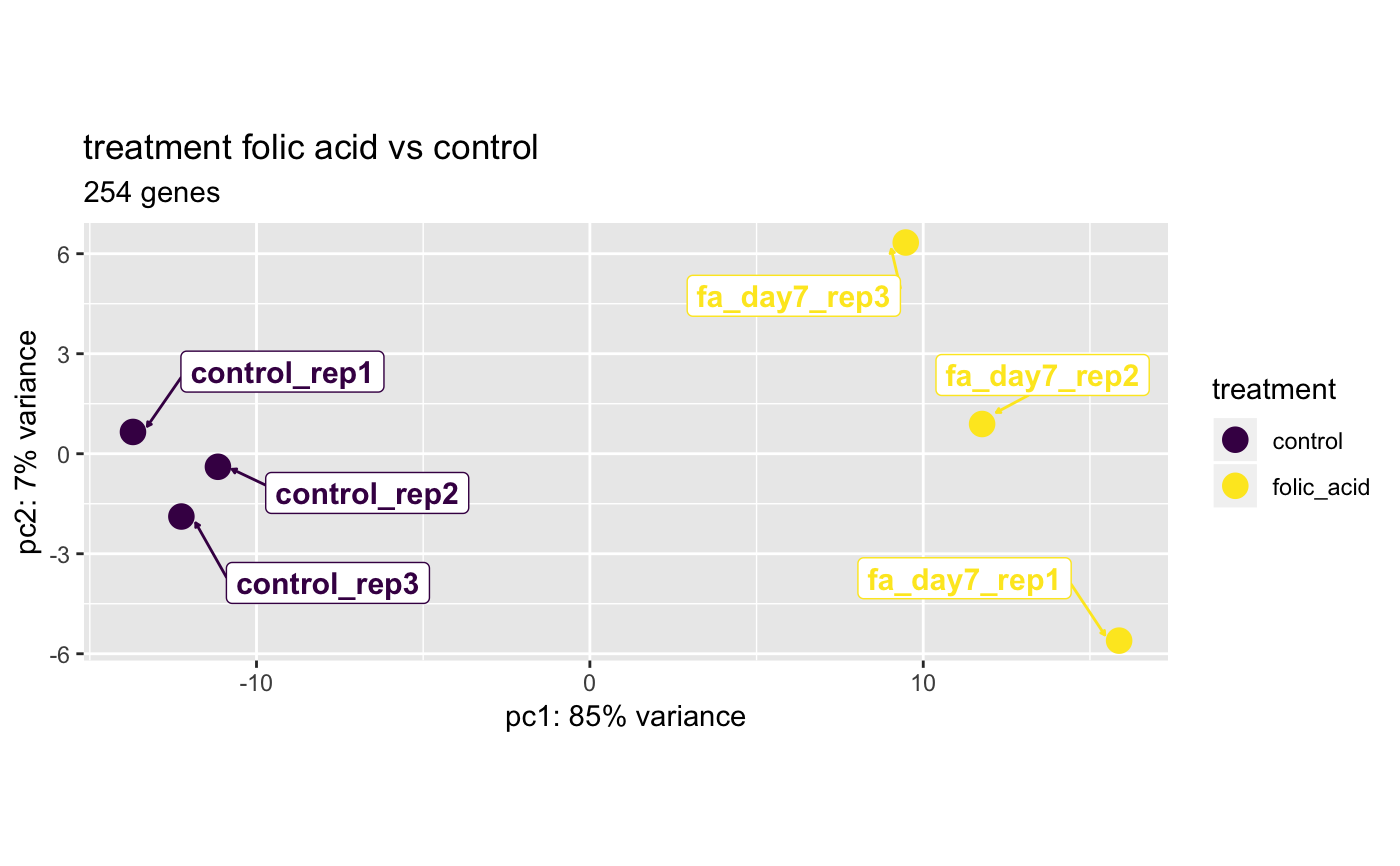 treatment folic acid vs control
254 genes
pc2: 7% variance
6
3
0
-3
-6
fa_day7_rep3
control_rep1
fa_day7_rep2
control_rep2
fa_day7_rep1
control_rep3
-10
0
10
pc1: 85% variance
treatment
control
folic_acid